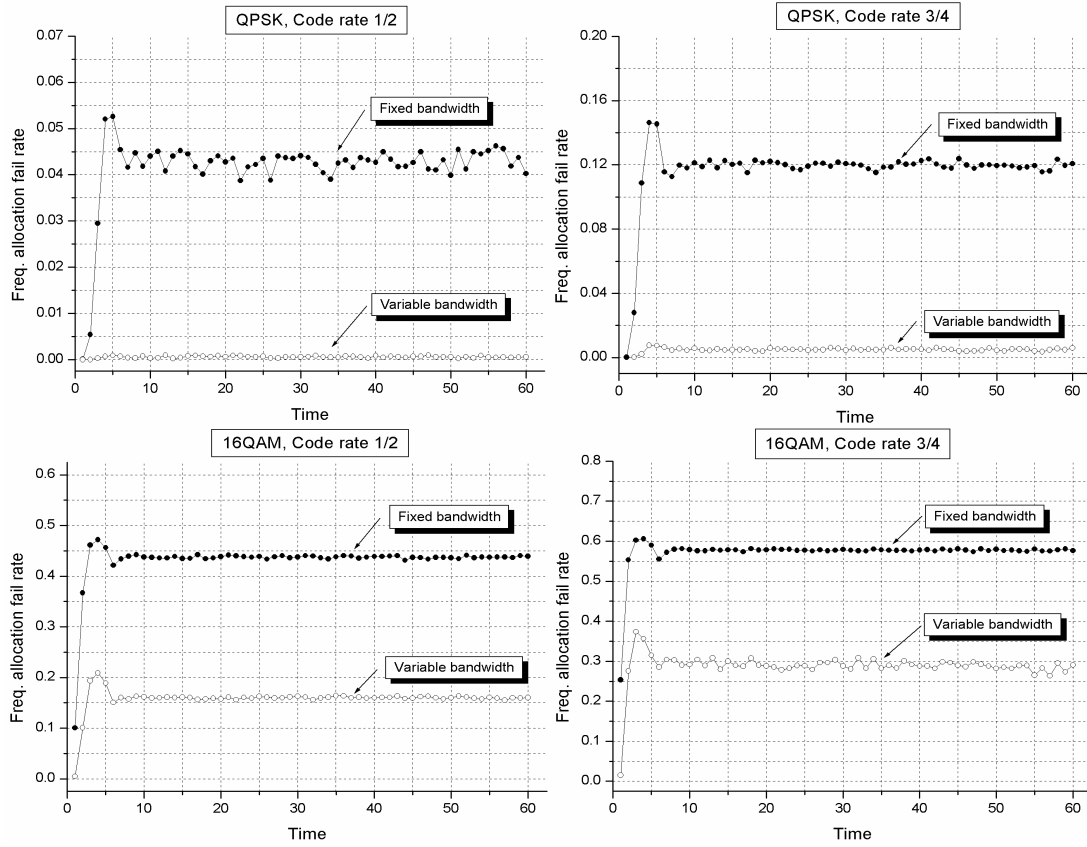 QPSK, Code rate 1/2
0.07
0.06
0.05
0.04
0.03
0.02
0.01
0.00
Freq. allocation fail rate
Fixed bandwidth
Variable bandwidth
0 10 20 30 40 50 60
Time
QPSK, Code rate 3/4
0.20
0.16
0.12
0.08
0.04
0.00
Freq. allocation fail rate
Fixed bandwidth
Variable bandwidth
0 10 20 30 40 50 60
Time
16QAM, Code rate 1/2
0.6
0.5
0.4
0.3
0.2
0.1
0.0
Freq. allocation fail rate
Fixed bandwidth
Variable bandwidth
0 10 20 30 40 50 60
Time
16QAM, Code rate 3/4
0.8
0.7
0.6
0.5
0.4
0.3
0.2
0.1
0.0
Freq. allocation fail rate
Fixed bandwidth
Variable bandwidth
0 10 20 30 40 50 60
Time